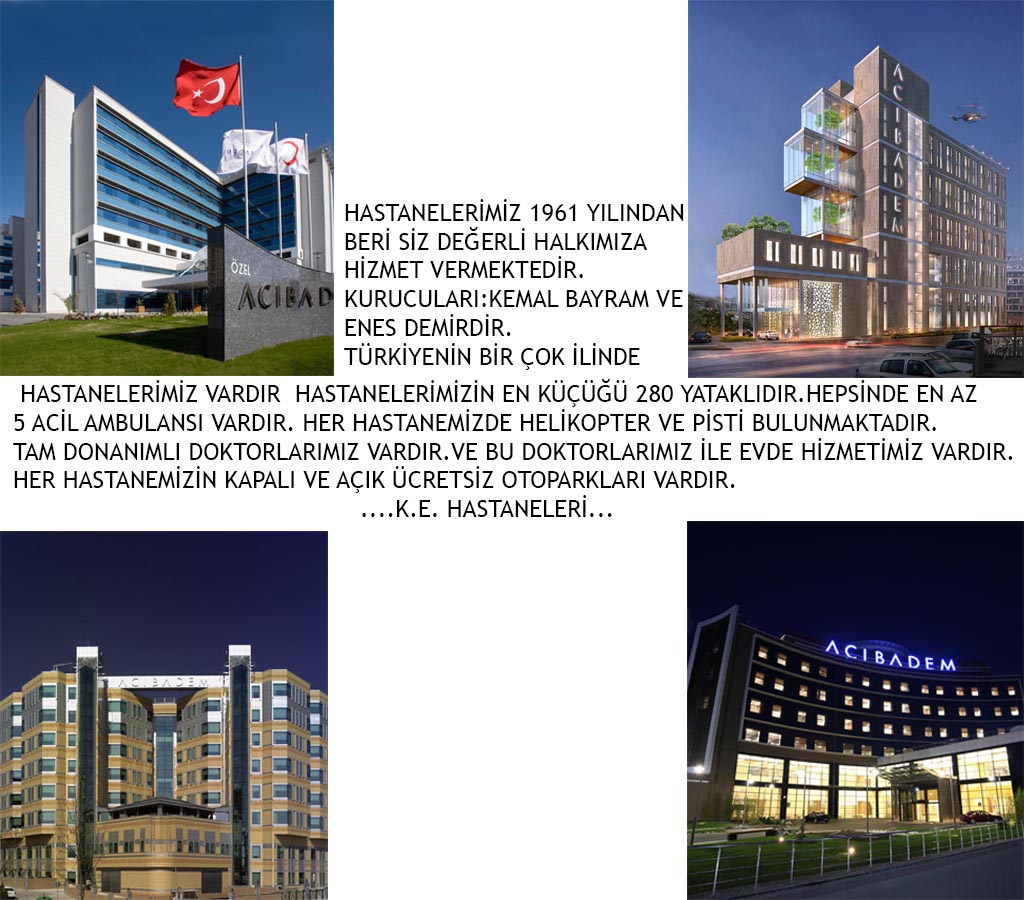 ÖZEL
ACIBAD
ACIBADEM
HASTANELERİMİZ 1961 YILINDAN
BERİ SİZ DEĞERLİ HALKIMIZA
HİZMET VERMEKTEDİR.
KURUCULARI:KEMAL BAYRAM VE
ENES DEMİRDİR.
TÜRKİYENİN BİR ÇOK İLİNDE
HASTANELERİMİZ VARDIR  HASTANELERİMİZİN EN KÜÇÜĞÜ 280 YATAKLIDIR.HEPSİNDE EN AZ
5 ACİL AMBULANSI VARDIR. HER HASTANEMİZDE HELİKOPTER VE PİSTİ BULUNMAKTADIR.
TAM DONANIMLI DOKTORLARIMIZ VARDIR.VE BU DOKTORLARIMIZ İLE EVDE HİZMETİMİZ VARDIR.
HER HASTANEMİZİN KAPALI VE AÇIK ÜCRETSİZ OTOPARKLARI VARDIR.
....K.E. HASTANELERİ...
ACIBADEM
ACIBADEM